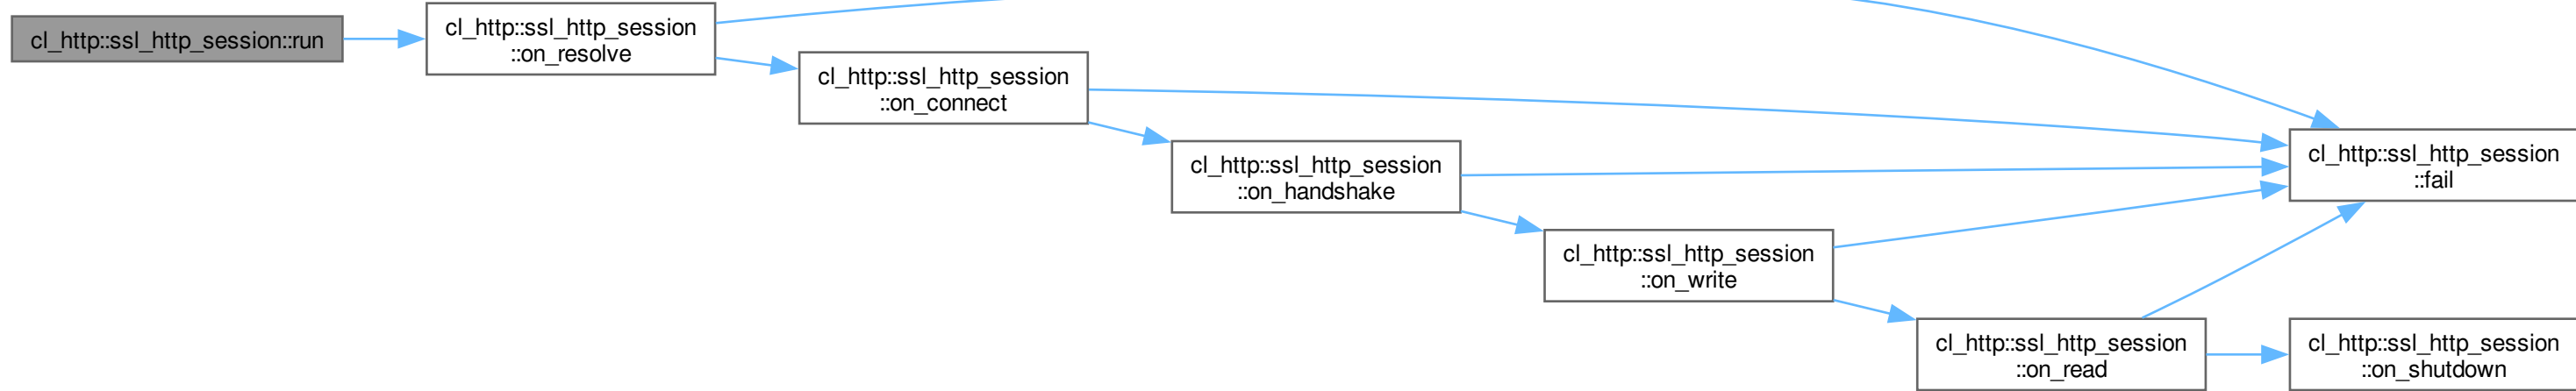 cl_http::ssl_http_session::run
cl_http::ssl_http_session
::on_resolve
cl_http::ssl_http_session
::on_connect
cl_http::ssl_http_session
::on_handshake
cl_http::ssl_http_session
::fail
cl_http::ssl_http_session
::on_write
cl_http::ssl_http_session
::on_read
cl_http::ssl_http_session
::on_shutdown